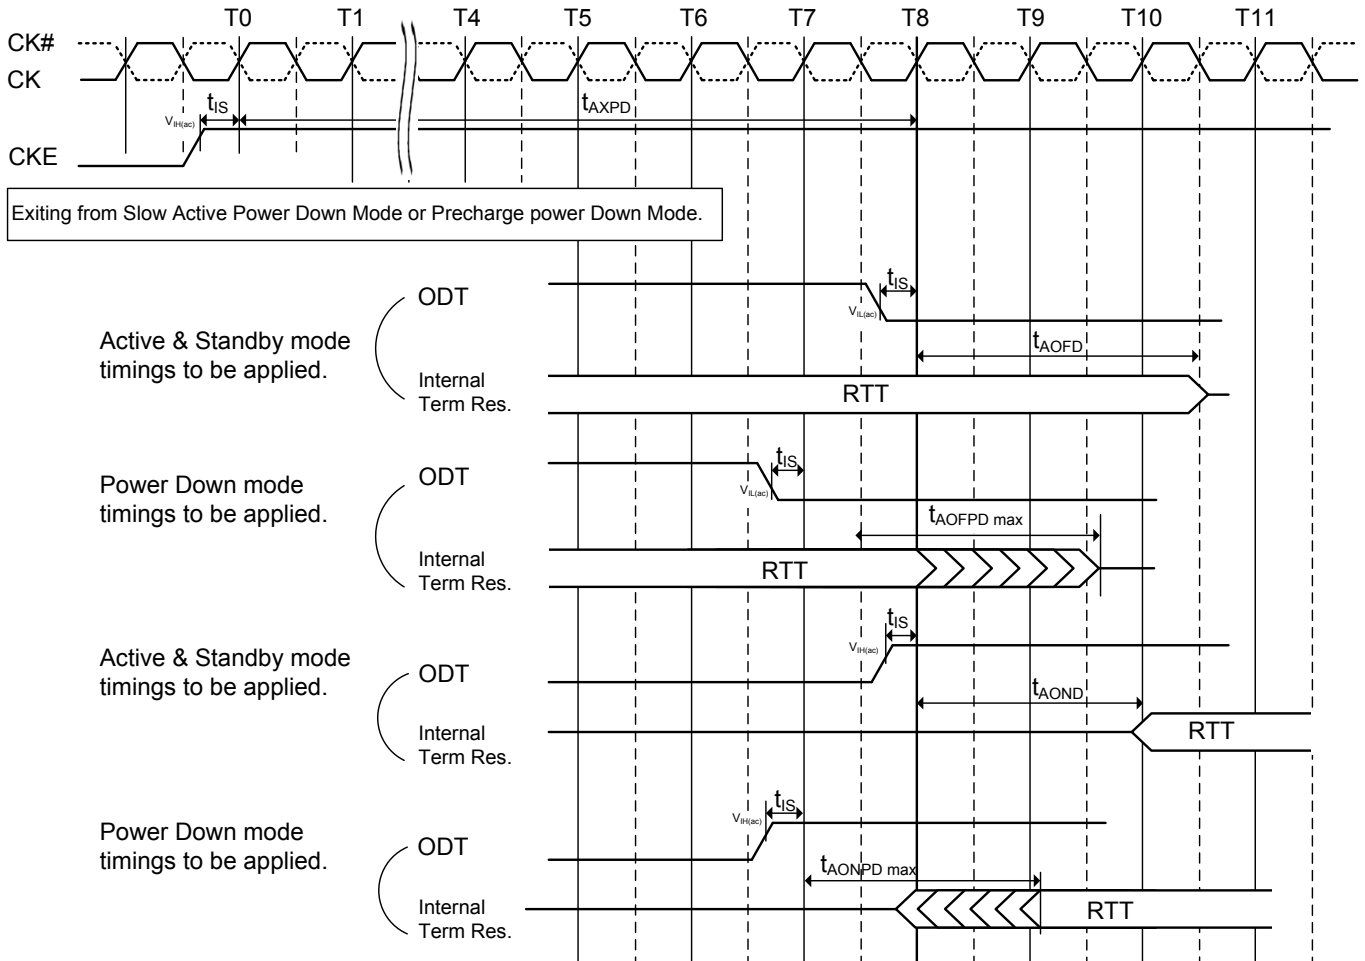 T0 T1 T4 T5 T6 T7 T8 T9 T10 T11
CK#
CK
tIS
tAXPD
VIH(ac)
CKE
Exiting from Slow Active Power Down Mode or Precharge power Down Mode.
ODT
tIS
VIL(ac)
Active & Standby mode
timings to be applied.
tAOFD
Internal
Term Res.
RTT
ODT
tIS
VIL(ac)
Power Down mode
timings to be applied.
tAOFPD max
Internal
Term Res.
RTT
tIS
VIH(ac)
Active & Standby mode
timings to be applied.
ODT
tAOND
Internal
Term Res.
RTT
tIS
VIH(ac)
Power Down mode
timings to be applied.
ODT
tAONPD max
Internal
Term Res.
RTT